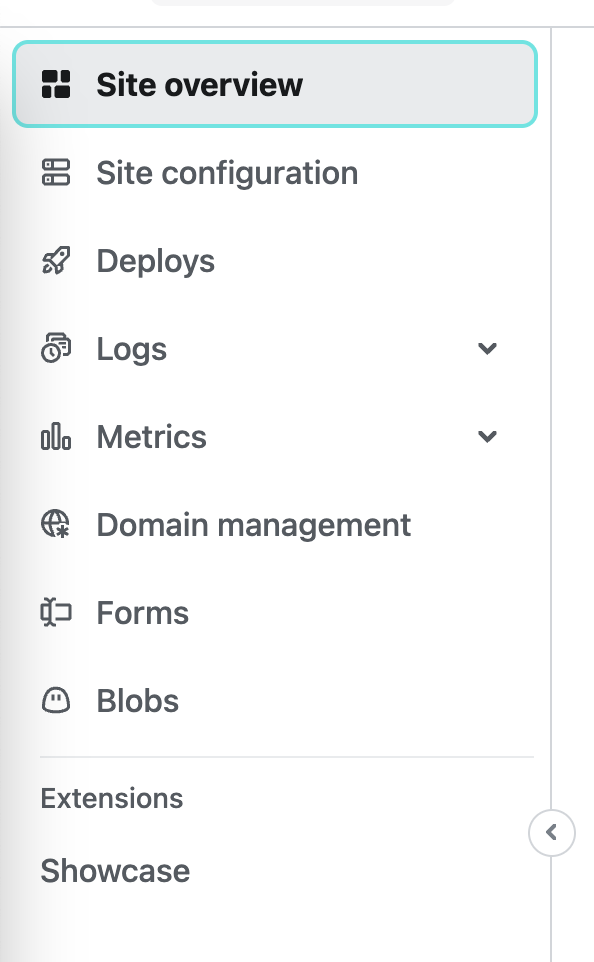 Site overview
Site configuration
Deploys
Logs
Metrics
Domain management
Forms
Blobs
Extensions
Showcase